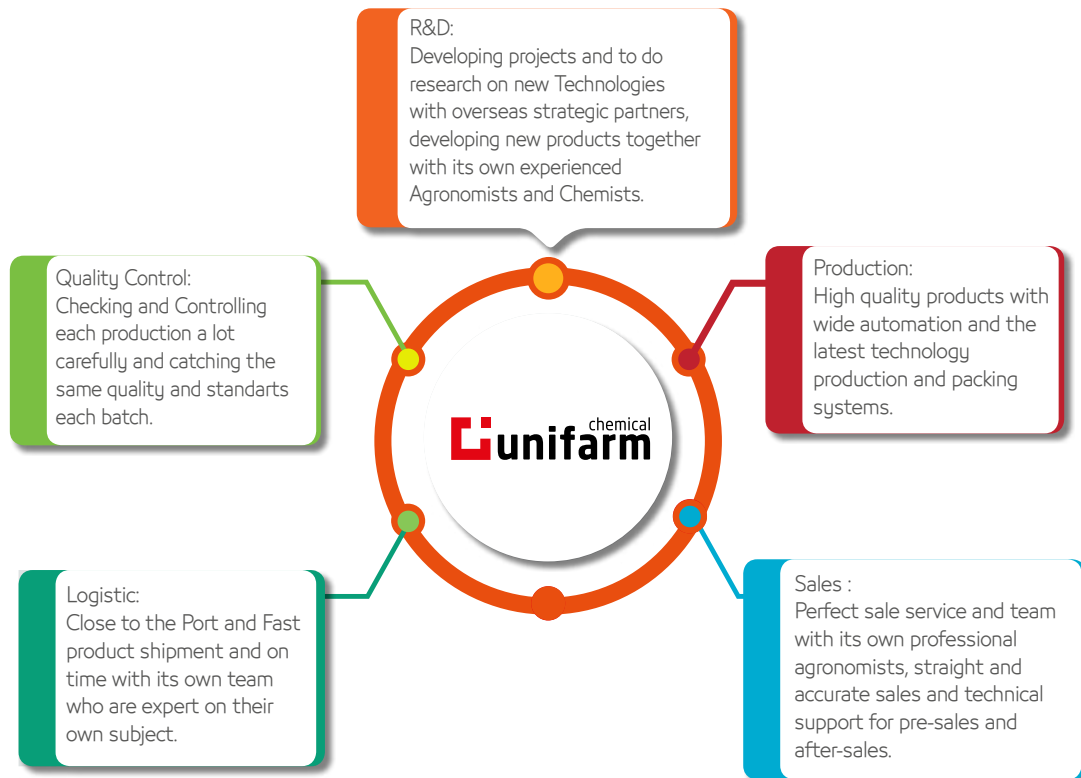 R&D:
Developing projects and to do
research on new Technologies
with overseas strategic partners,
developing new products together
with its own experienced
Agronomists and Chemists.
Quality Control:
Checking and Controlling
each production a lot
carefully and catching the
same quality and standarts
each batch.
Production:
High quality products with
wide automation and the
latest technology
production and packing
systems.
chemical
unifarm
Logistic:
Close to the Port and Fast
product shipment and on
time with its own team
who are expert on their
own subject.
Sales :
Perfect sale service and team
with its own professional
agronomists, straight and
accurate sales and technical
support for pre-sales and
after-sales.